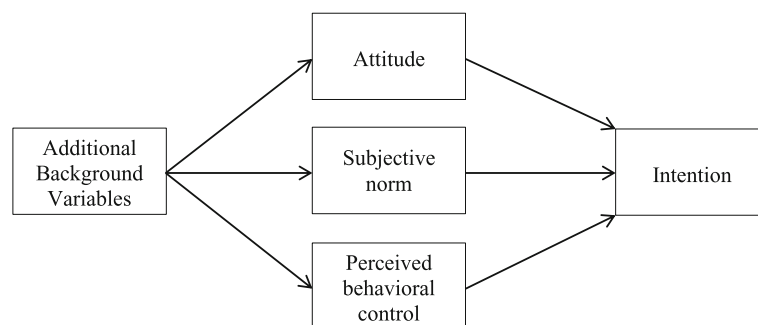 Additional
Background
Variables
Attitude
Subjective
norm
Perceived
behavioral
control
Intention